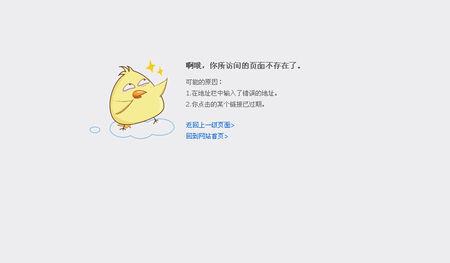 啊哦，你所访问的页面不存在了。
可能的原因：
1.在地址栏中输入了错误的地址。
2.你点击的某个链接已过期。
返回上一级页面>
回到网站首页>